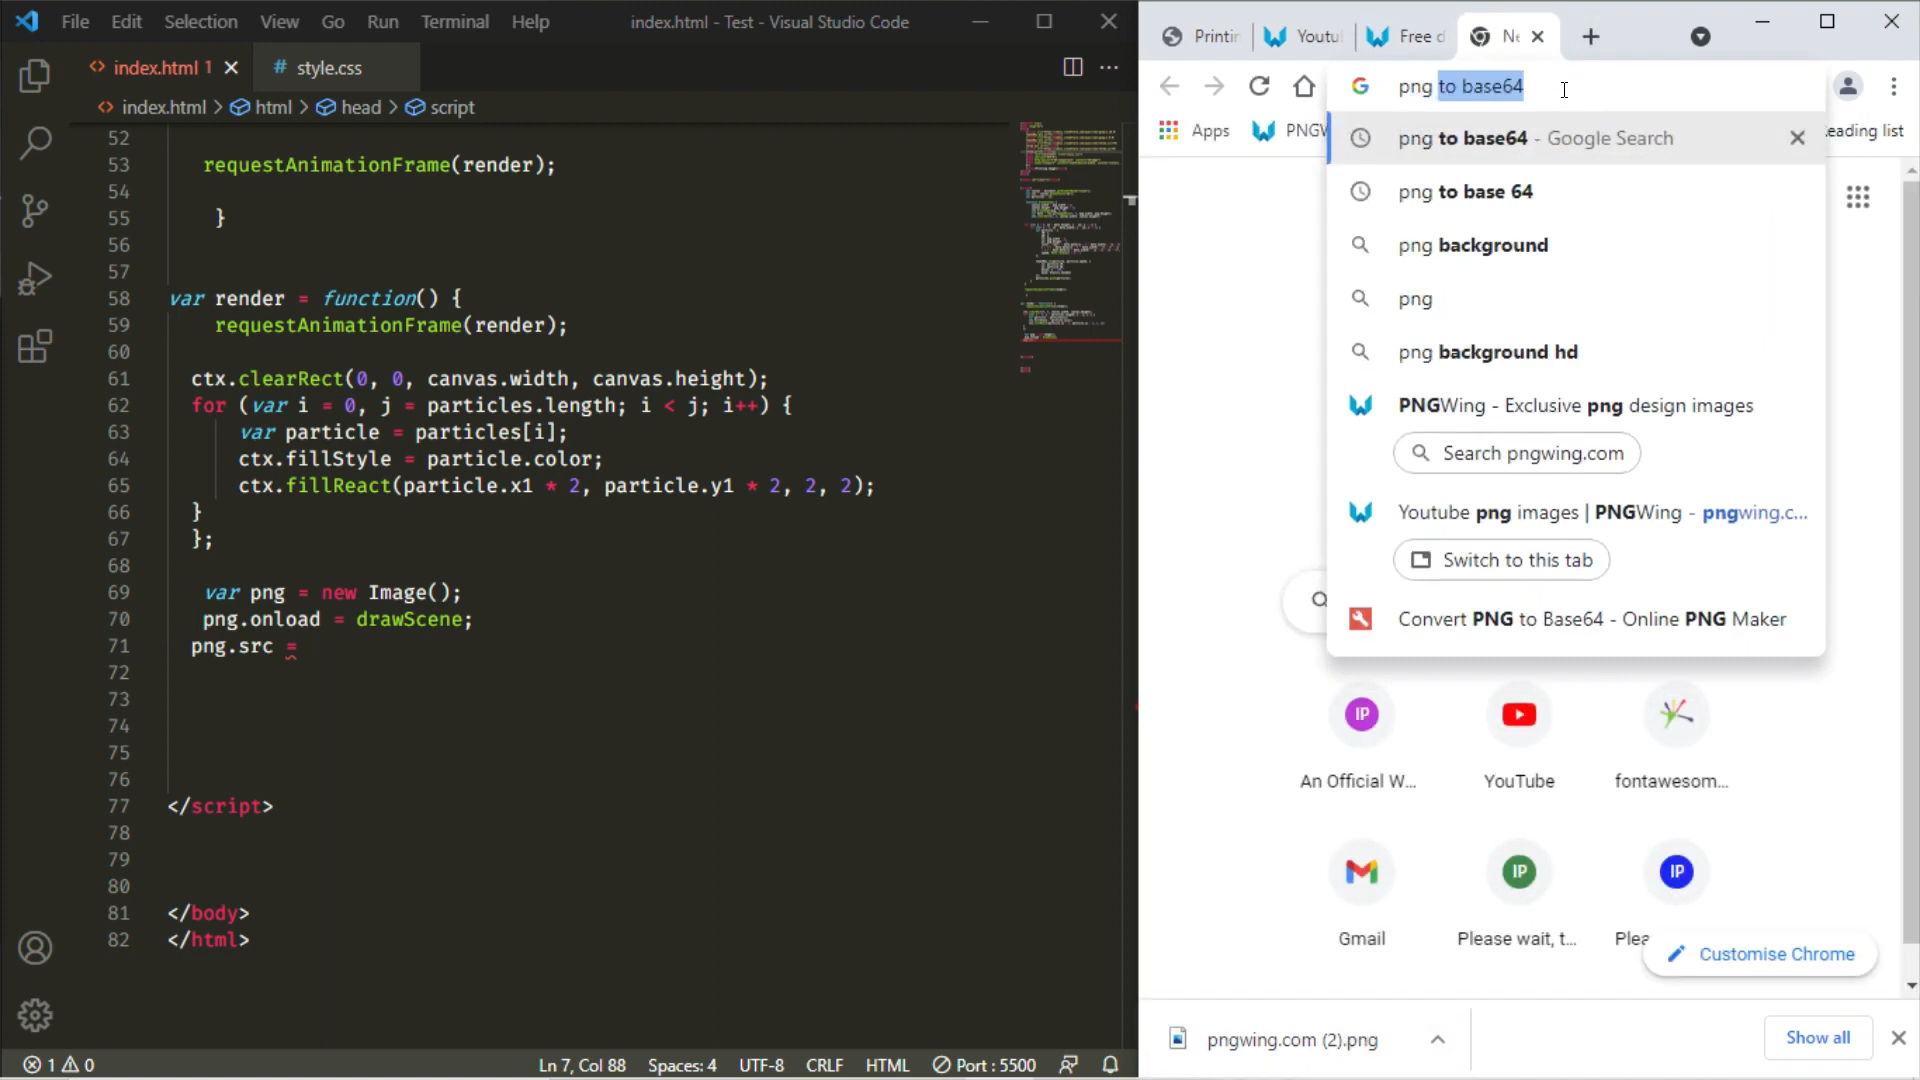 File Edit Selection View Go Run Terminal Help index.html - Test - Visual Studio Code
index.html 1
# style.css
index.html > html > head > script
52
53 requestAnimationFrame(render);
54
55 }
56
57
58 var render = function() {
59 requestAnimationFrame(render);
60
61 ctx.clearRect(0, 0, canvas.width, canvas.height);
62 for (var i = 0, j = particles.length; i < j; i++) {
63 var particle = particles[i];
64 ctx.fillStyle = particle.color;
65 ctx.fillReact(particle.x1 * 2, particle.y1 * 2, 2, 2);
66 }
67 };
68
69 var png = new Image();
70 png.onload = drawScene;
71 png.src =
72
73
74
75
76
77 </script>
78
79
80
81 </body>
82 </html>
1 0 Ln 7, Col 88 Spaces: 4 UTF-8 CRLF HTML Port : 5500
Printin Youtu Free d Ne
png to base64
Apps PNGW eading list
png to base64 - Google Search
png to base 64
png background
png
png background hd
PNGWing - Exclusive png design images
Search pngwing.com
Youtube png images | PNGWing - pngwing.c...
Switch to this tab
Convert PNG to Base64 - Online PNG Maker
IP
An Official W... YouTube fontawesom...
IP IP
Gmail Please wait, t... Plea
Customise Chrome
pngwing.com (2).png Show all